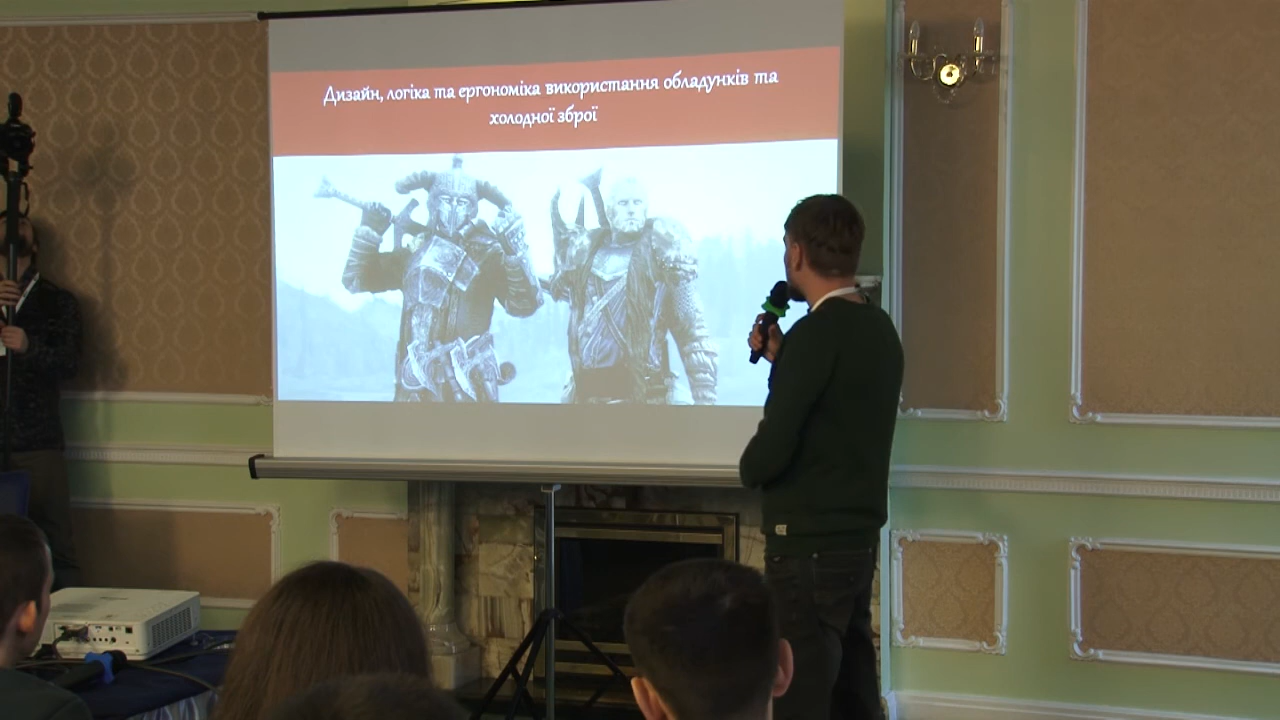 Дизайн, логіка та ергономіка використання обладунків та
холодної зброї